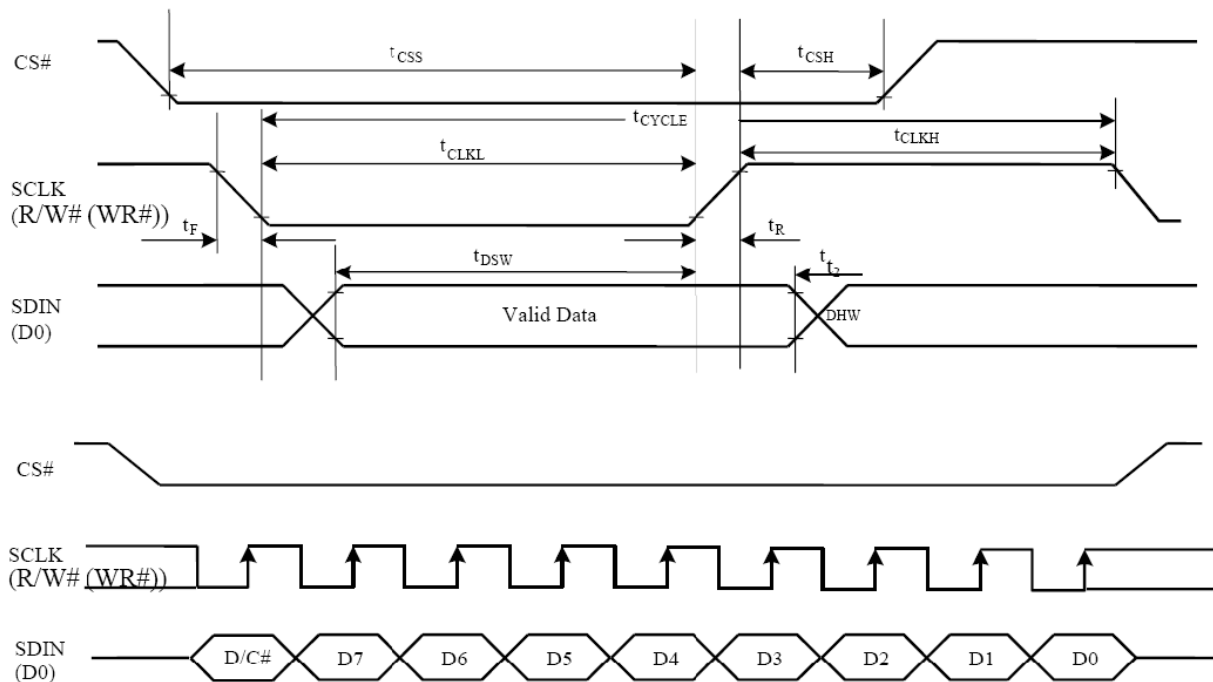 CS#
tCSS
tCSH
tCYCLE
tCLKL
tCLKH
SCLK
(R/W# (WR#))
tF
tR
tDSW
t
t2
SDIN
(D0)
Valid Data
DHW
CS#
SCLK
(R/W# (WR#))
SDIN
(D0)
D/C# D7 D6 D5 D4 D3 D2 D1 D0